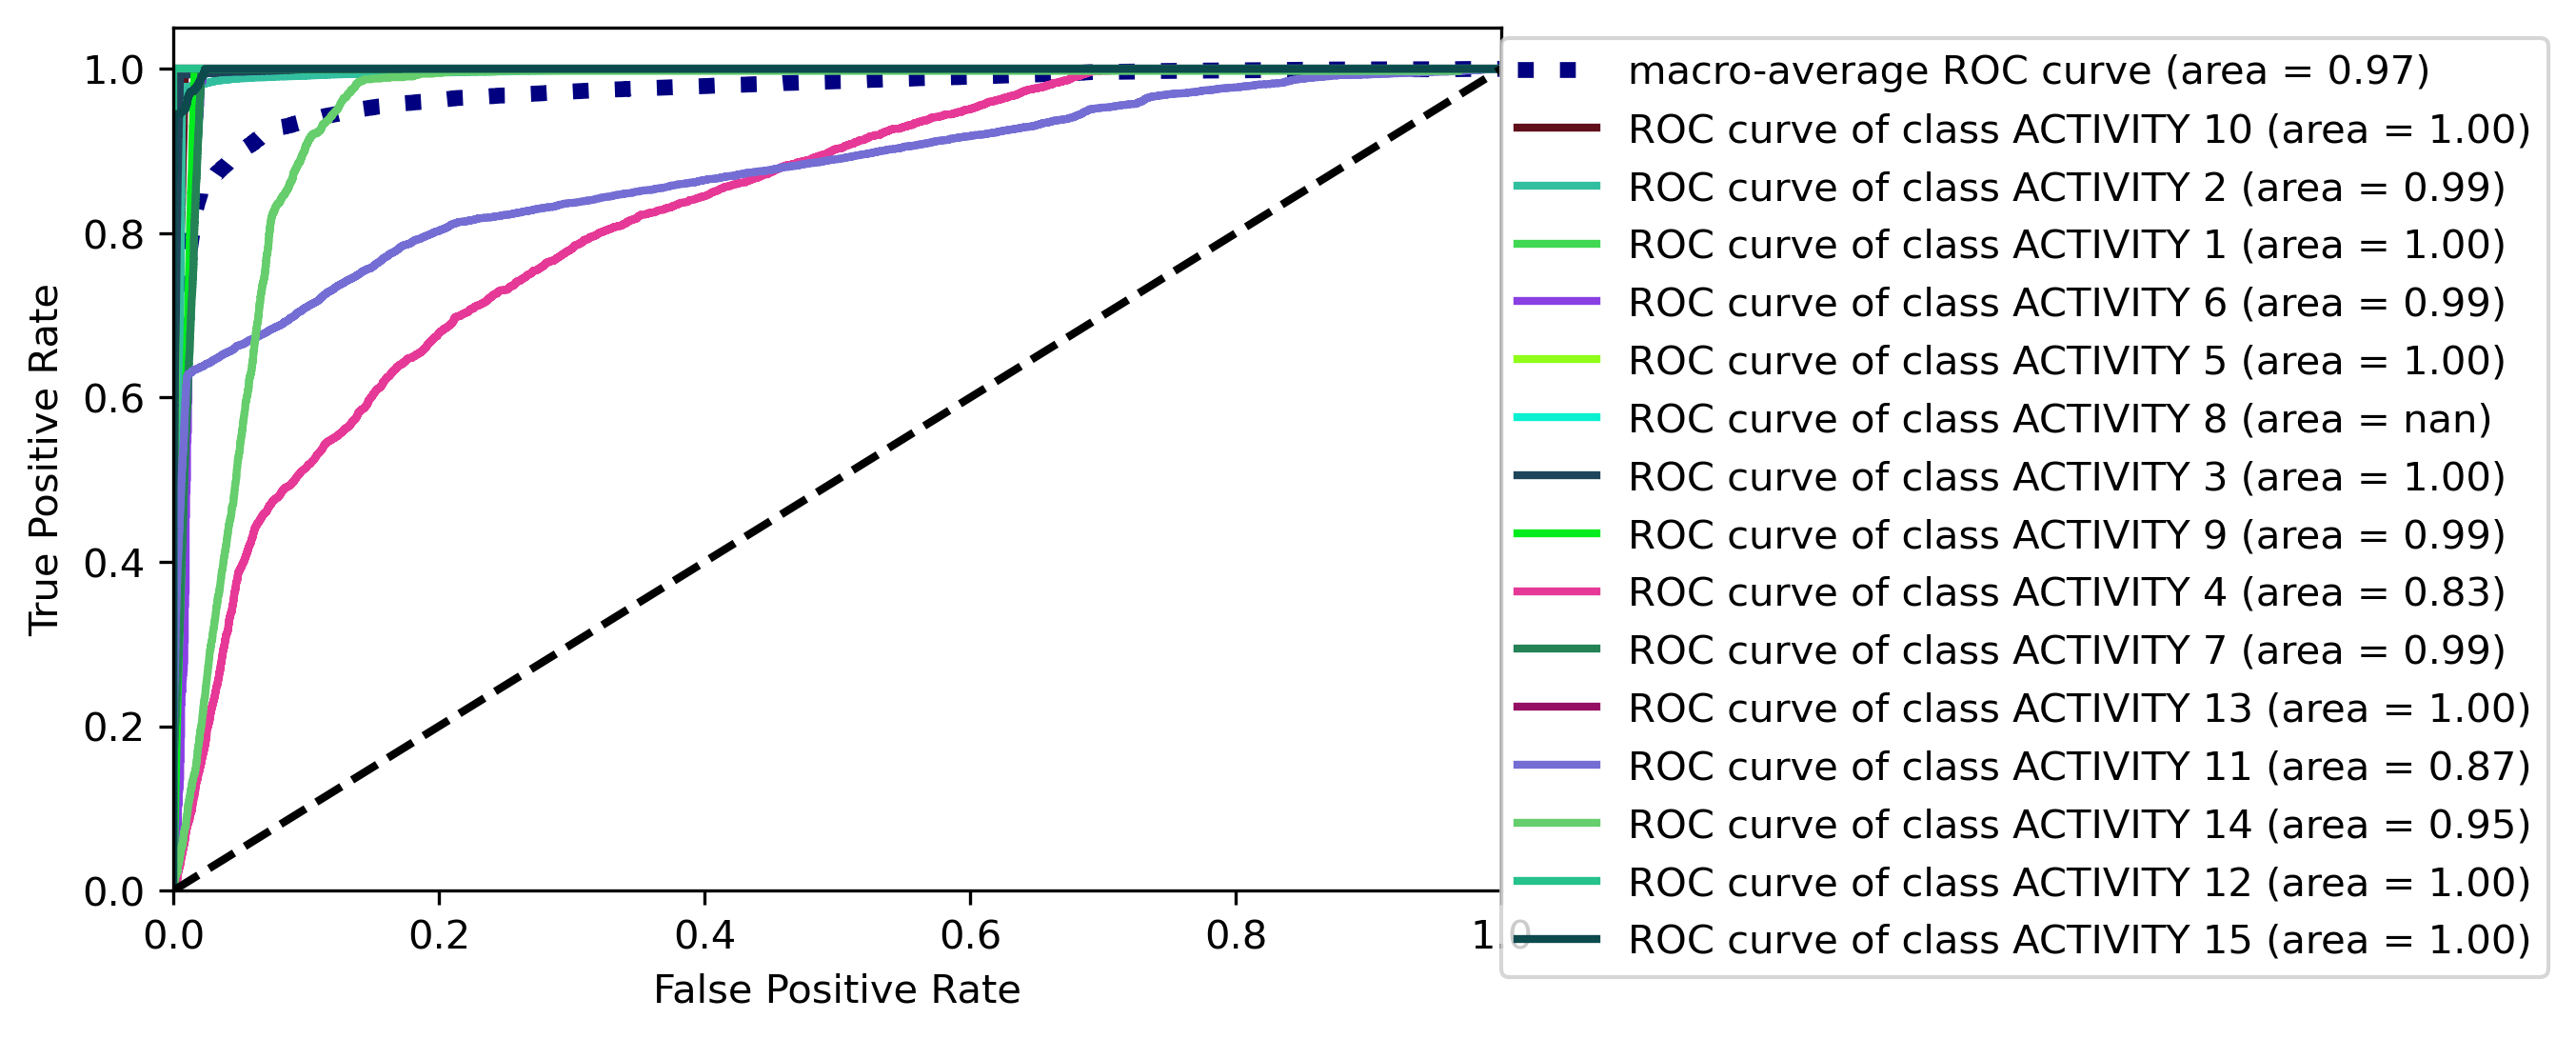 1.0
0.8
0.6
0.4
0.2
0.0
True Positive Rate
0.0 0.2 0.4 0.6 0.8 1.0
False Positive Rate
macro-average ROC curve (area = 0.97)
ROC curve of class ACTIVITY 10 (area = 1.00)
ROC curve of class ACTIVITY 2 (area = 0.99)
ROC curve of class ACTIVITY 1 (area = 1.00)
ROC curve of class ACTIVITY 6 (area = 0.99)
ROC curve of class ACTIVITY 5 (area = 1.00)
ROC curve of class ACTIVITY 8 (area = nan)
ROC curve of class ACTIVITY 3 (area = 1.00)
ROC curve of class ACTIVITY 9 (area = 0.99)
ROC curve of class ACTIVITY 4 (area = 0.83)
ROC curve of class ACTIVITY 7 (area = 0.99)
ROC curve of class ACTIVITY 13 (area = 1.00)
ROC curve of class ACTIVITY 11 (area = 0.87)
ROC curve of class ACTIVITY 14 (area = 0.95)
ROC curve of class ACTIVITY 12 (area = 1.00)
ROC curve of class ACTIVITY 15 (area = 1.00)